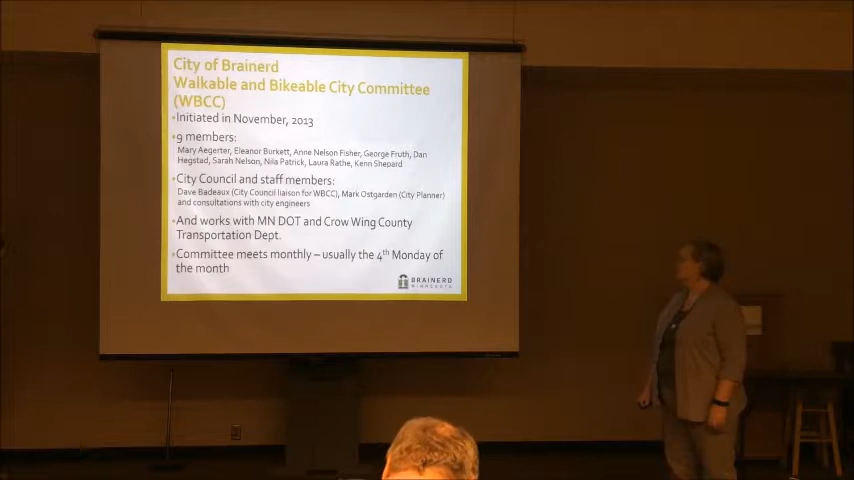 City of Brainerd
Walkable and Bikeable City Committee
(WBCC)
•Initiated in November, 2013
•9 members:
Mary Aegerter, Eleanor Burkett, Anne Nelson Fisher, George Fruth, Dan
Hegstad, Sarah Nelson, Nila Patrick, Laura Rathe, Kenn Shepard
•City Council and staff members:
Dave Badeaux (City Council liaison for WBCC), Mark Ostgarden (City Planner)
and consultations with city engineers
•And works with MN DOT and Crow Wing County
Transportation Dept.
•Committee meets monthly – usually the 4th Monday of
the month
BRAINERD
MINNESOTA